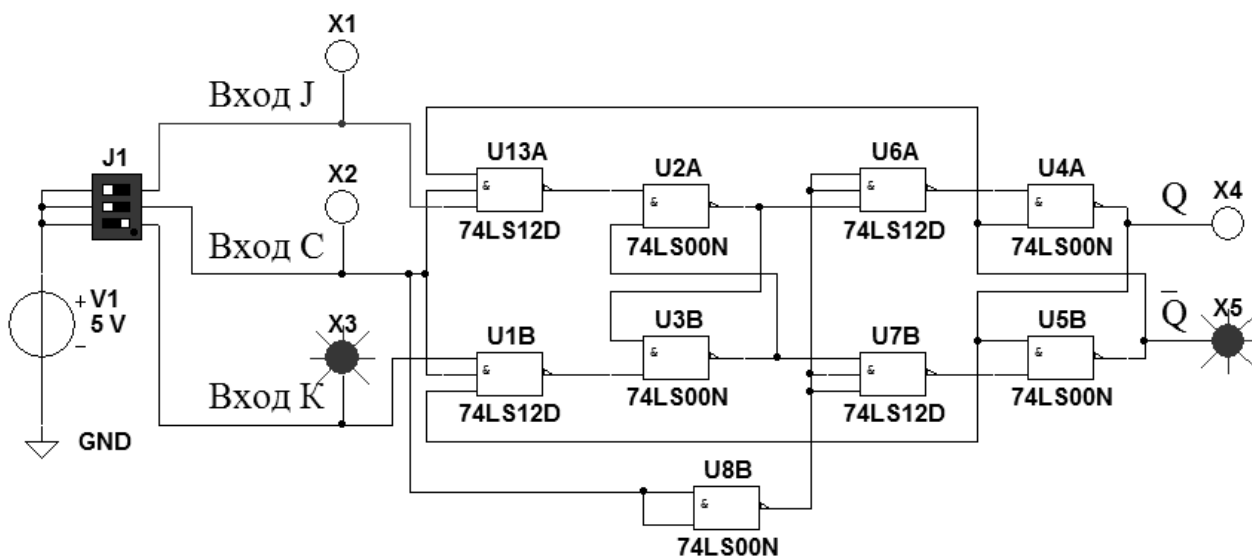 X1
Вход J
J1
X2
U13A
U2A
U6A
U4A
&
&
&
&
Q
X4
74LS12D
74LS00N
74LS12D
74LS00N
Вход C
+ V1
5 V
−
X3
U1B
U3B
U7B
U5B
Q̅
X5
&
&
&
&
Вход К
74LS12D
74LS00N
74LS12D
74LS00N
GND
U8B
&
74LS00N